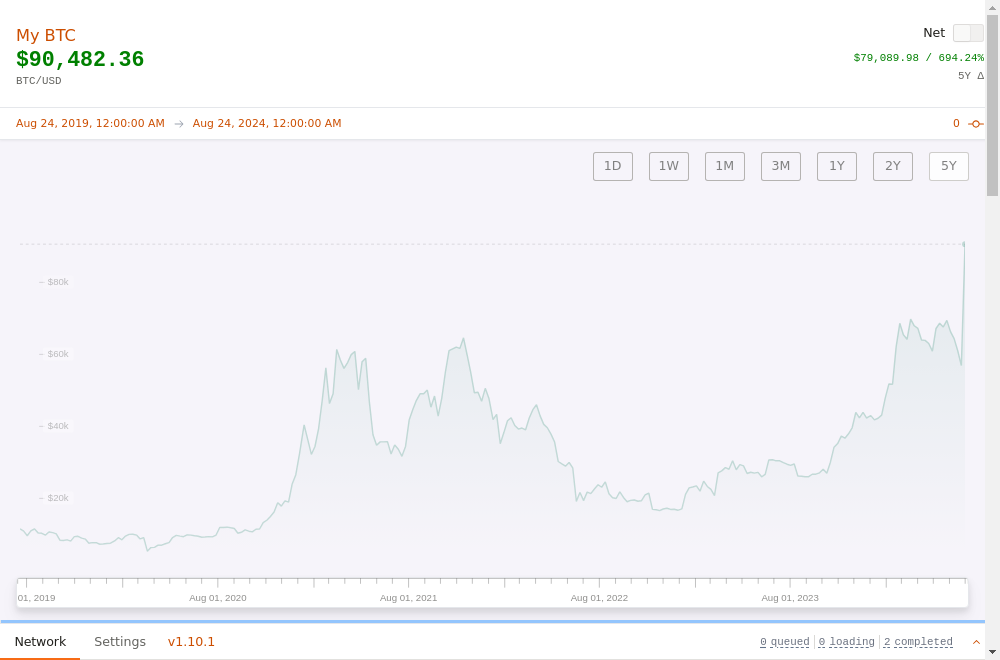 My BTC
$90,482.36
BTC/USD
Net
$79,089.98 / 694.24%
5Y Δ
Aug 24, 2019, 12:00:00 AM → Aug 24, 2024, 12:00:00 AM
0
1D 1W 1M 3M 1Y 2Y 5Y
$80k
$60k
$40k
$20k
01, 2019 Aug 01, 2020 Aug 01, 2021 Aug 01, 2022 Aug 01, 2023
Network Settings v1.10.1 0 queued 0 loading 2 completed